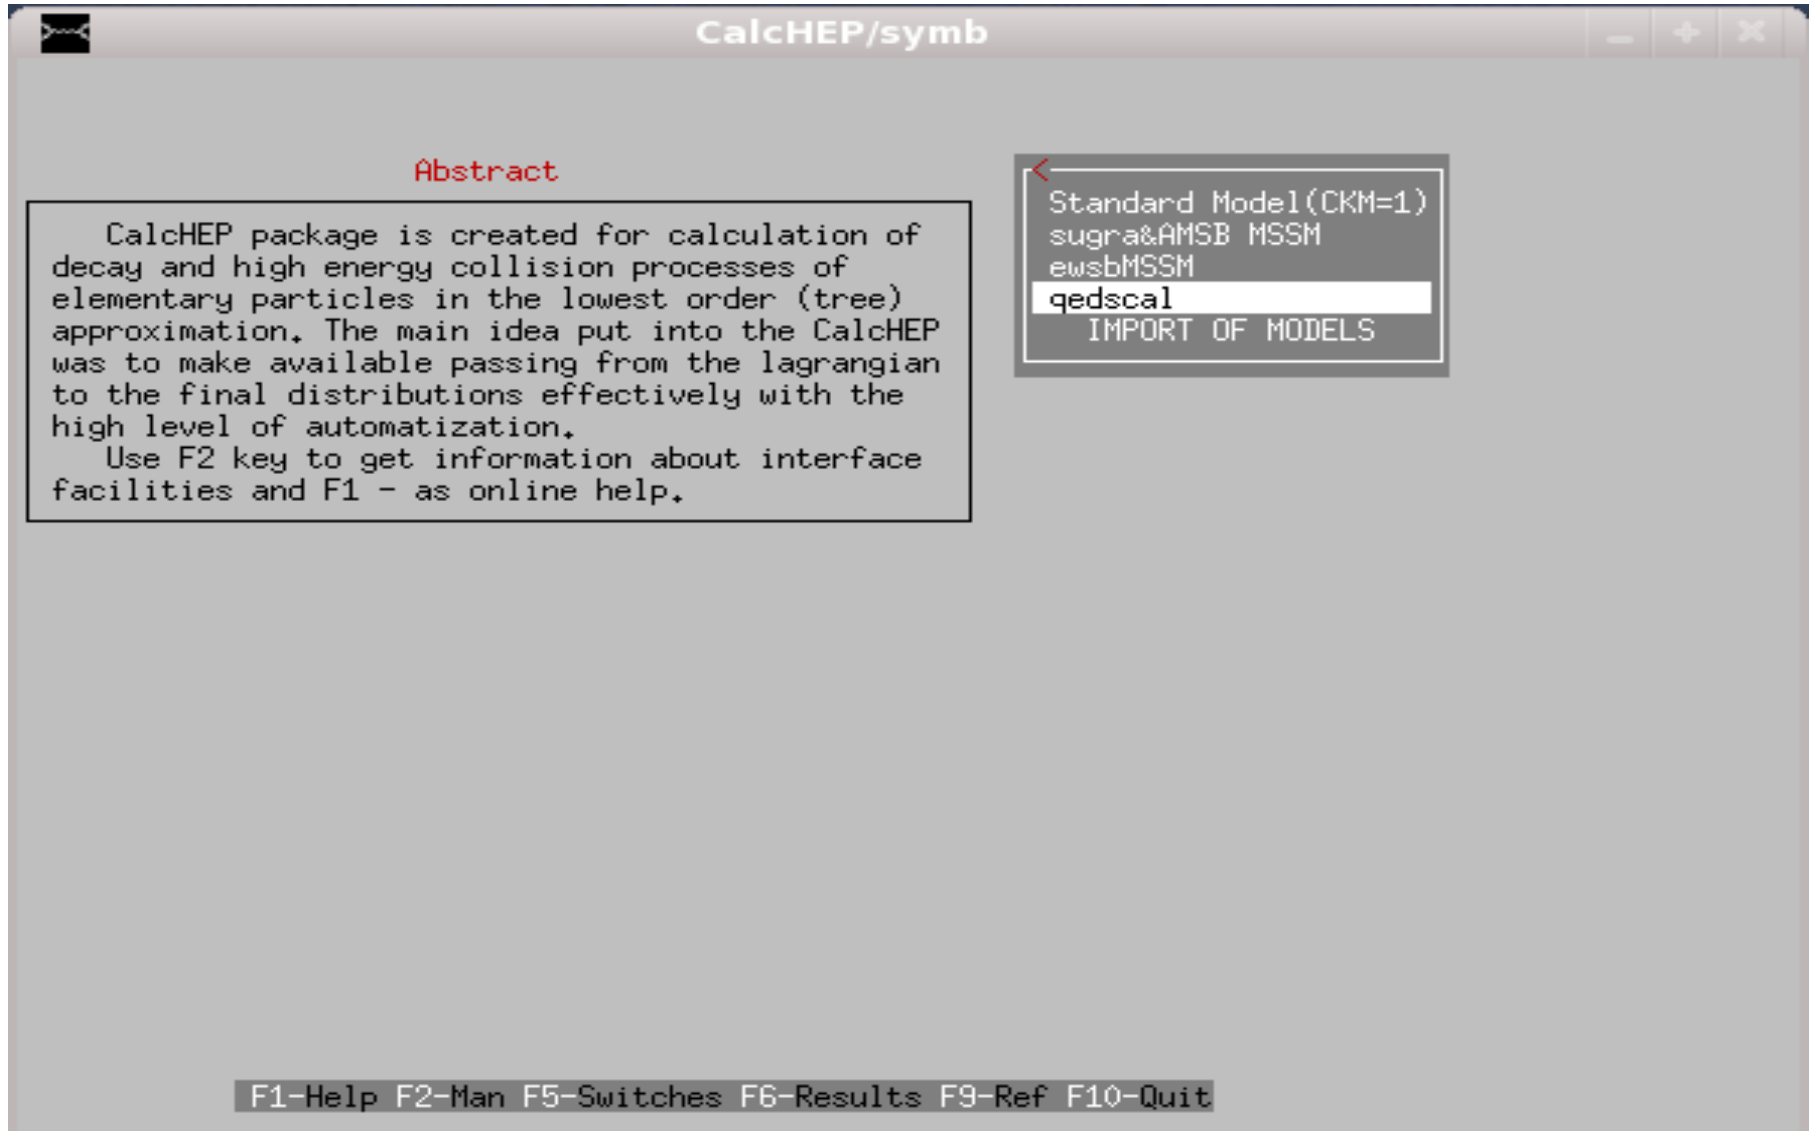 CalcHEP/symb
Abstract
CalcHEP package is created for calculation of
decay and high energy collision processes of
elementary particles in the lowest order (tree)
approximation. The main idea put into the CalcHEP
was to make available passing from the lagrangian
to the final distributions effectively with the
high level of automatization.
Use F2 key to get information about interface
facilities and F1 - as online help.
<
Standard Model(CKM=1)
sugra&AMSB MSSM
ewsbMSSM
qedscal
IMPORT OF MODELS
F1-Help F2-Man F5-Switches F6-Results F9-Ref F10-Quit